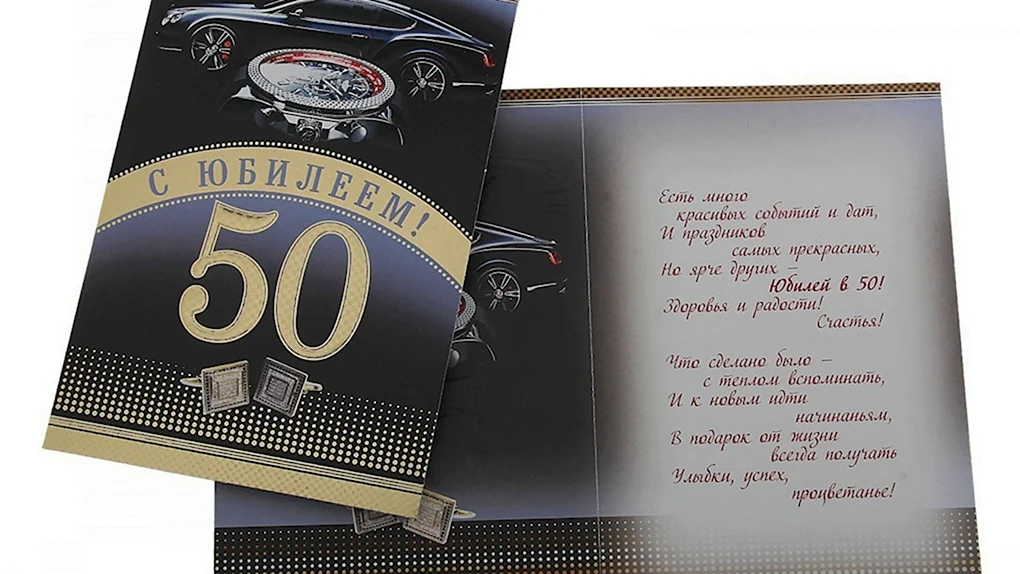 С ЮБИЛЕЕМ!
50
Есть много
красивых событий и дат,
И праздников
самых прекрасных,
Но ярче других –
Юбилей в 50!
Здоровья и радости!
Счастья!
Что сделано было –
с теплом вспоминать,
И к новым идти
начинаньям,
В подарок от жизни
всегда получать
Улыбки, успех,
процветанье!